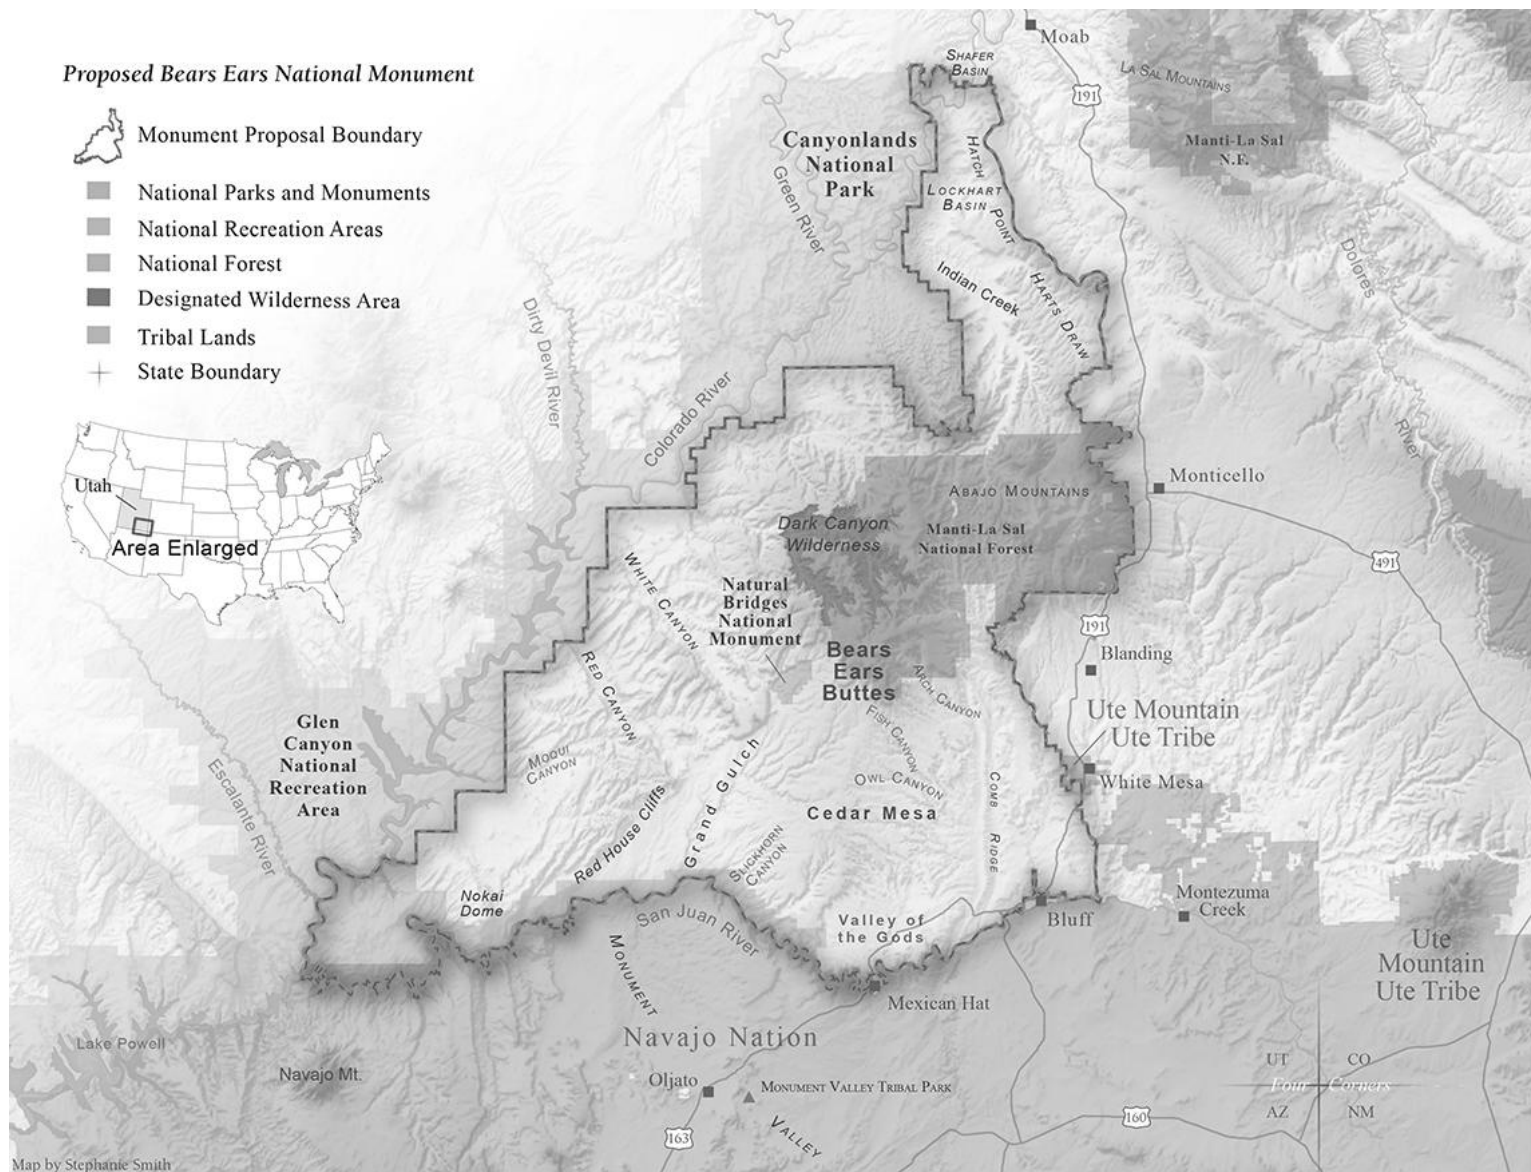 Proposed Bears Ears National Monument
Monument Proposal Boundary
National Parks and Monuments
National Recreation Areas
National Forest
Designated Wilderness Area
Tribal Lands
State Boundary
Utah
Area Enlarged
Moab
SHAFER
BASIN
LA SAL MOUNTAINS
191
Manti-La Sal
N.F.
Canyonlands
National
Park
Green River
HATCH
POINT
LOCKHART
BASIN
Indian Creek
HARTS DRAW
Dolores
River
Dirty Devil River
Colorado River
Monticello
ABAJO MOUNTAINS
Manti-La Sal
National Forest
Dark Canyon
Wilderness
491
WHITE CANYON
Natural
Bridges
National
Monument
191
Blanding
Bears
Ears
Buttes
RED CANYON
ARCH CANYON
FISH CANYON
OWL CANYON
Ute Mountain
Ute Tribe
White Mesa
Glen
Canyon
National
Recreation
Area
MOQUI
CANYON
Escalante River
Red House Cliffs
Grand Gulch
Cedar Mesa
COMB
RIDGE
SLICKHORN
CANYON
Nokai
Dome
San Juan River
Valley of
the Gods
Bluff
Montezuma
Creek
Ute
Mountain
Ute Tribe
Mexican Hat
MONUMENT
Navajo Nation
Lake Powell
Navajo Mt.
Oljato
MONUMENT VALLEY TRIBAL PARK
VALLEY
163
160
UT
CO
Four Corners
AZ
NM
Map by Stephanie Smith